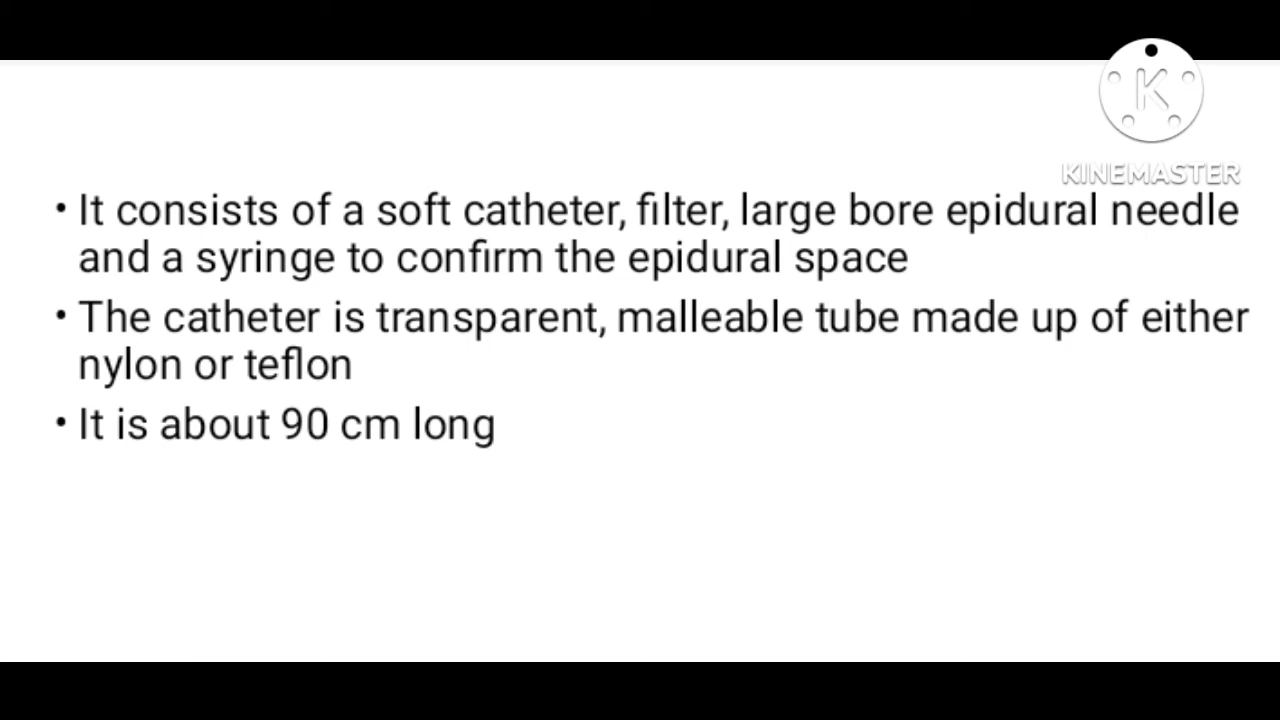 K
KINEMASTER
• It consists of a soft catheter, filter, large bore epidural needle
and a syringe to confirm the epidural space
• The catheter is transparent, malleable tube made up of either
nylon or teflon
• It is about 90 cm long